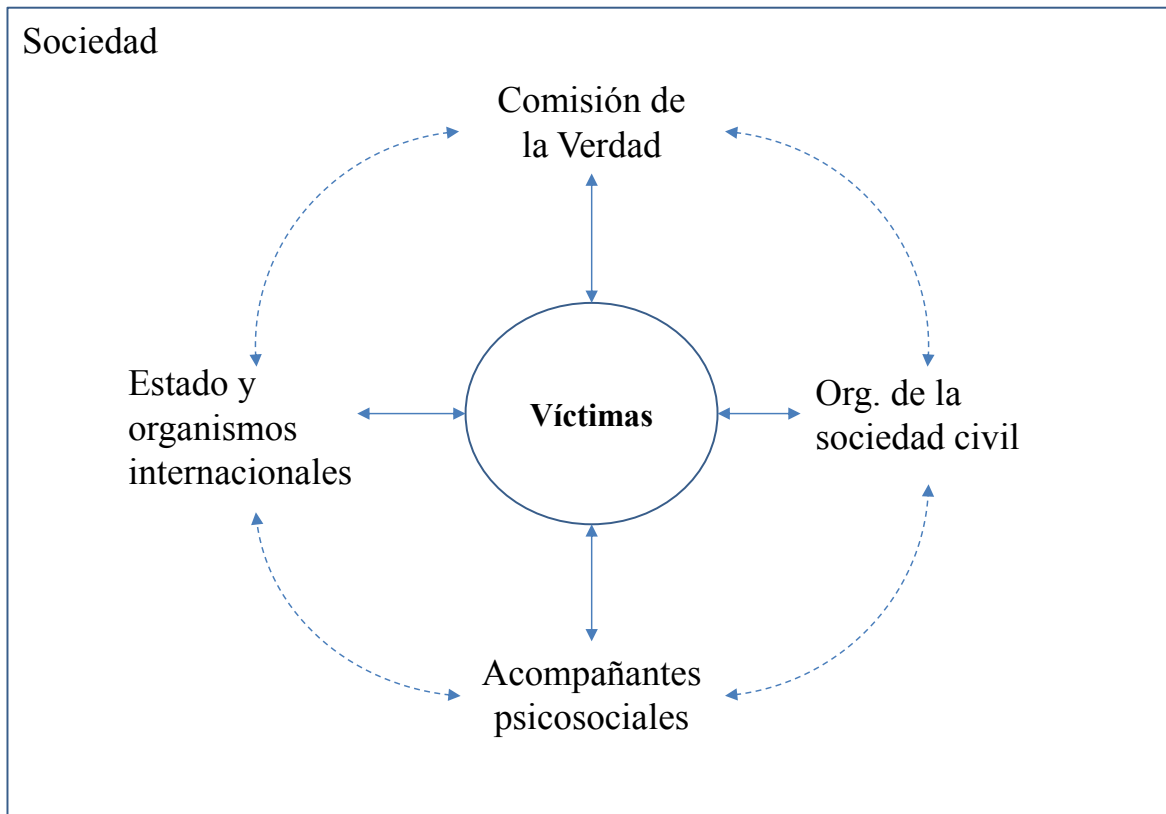 Sociedad
Comisión de
la Verdad
Estado y
organismos
internacionales
Víctimas
Org. de la
sociedad civil
Acompañantes
psicosociales